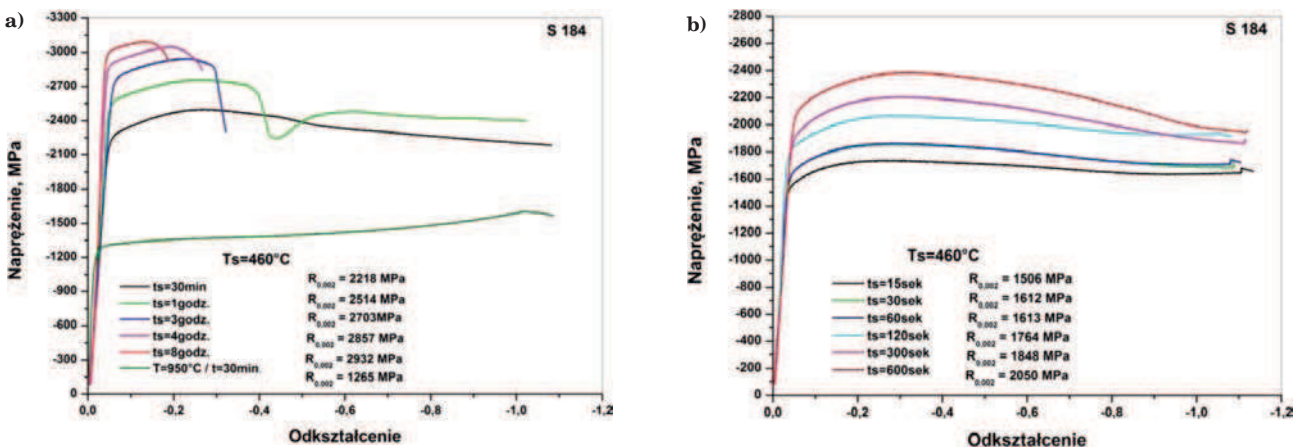 a)
S 184
-3300
-3000
-2700
-2400
-2100
-1800
-1500
-1200
-900
-600
-300
0
Naprężenie, MPa
Ts=460°C
ts=30min R0,002 = 2218 MPa
ts=1godz. R0,002 = 2514 MPa
ts=3godz. R0,002 = 2703MPa
ts=4godz. R0,002 = 2857 MPa
ts=8godz. R0,002 = 2932 MPa
T=950°C / t=30min. R0,002 = 1265 MPa
0,0 -0,2 -0,4 -0,6 -0,8 -1,0 -1,2
Odkształcenie
b)
S 184
-2800
-2600
-2400
-2200
-2000
-1800
-1600
-1400
-1200
-1000
-800
-600
-400
-200
0
Naprężenie, MPa
Ts=460°C
ts=15sek R0,002 = 1506 MPa
ts=30sek R0,002 = 1612 MPa
ts=60sek R0,002 = 1613 MPa
ts=120sek R0,002 = 1764 MPa
ts=300sek R0,002 = 1848 MPa
ts=600sek R0,002 = 2050 MPa
0,0 -0,2 -0,4 -0,6 -0,8 -1,0 -1,2
Odkształcenie